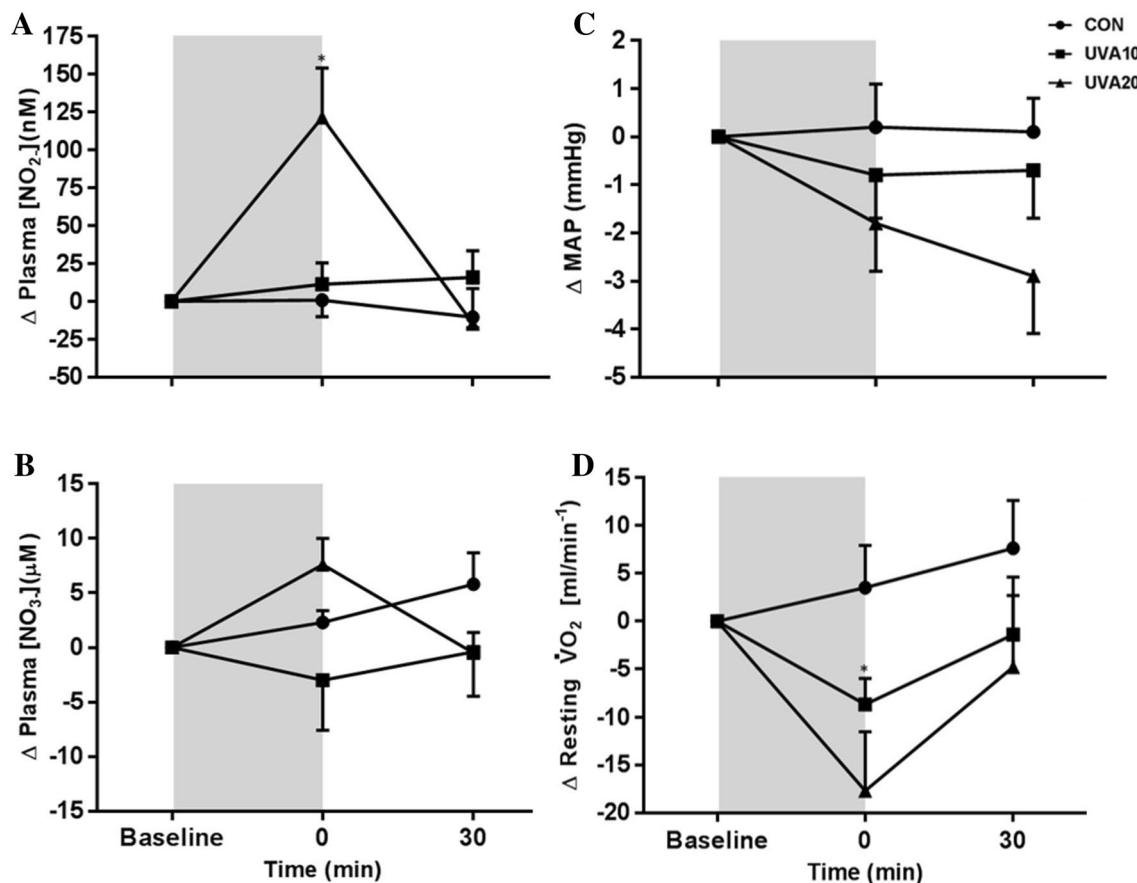 A
Δ Plasma [NO2-](nM)
175
150
125
100
75
50
25
0
-25
-50
*
C
Δ MAP (mmHg)
2
1
0
-1
-2
-3
-4
-5
CON
UVA10
UVA20
B
Δ Plasma [NO3-](μM)
15
10
5
0
-5
-10
-15
Baseline
0
30
Time (min)
D
Δ Resting V̇O2 [ml/min-1)
15
10
5
0
-5
-10
-15
-20
*
Baseline
0
30
Time (min)